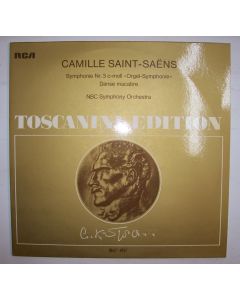 RCA
CAMILLE SAINT-SAËNS
Symphonie Nr. 3 c-moll »Orgel-Symphonie«
Danse macabre
NBC Symphony Orchestra
TOSCANINI EDITION